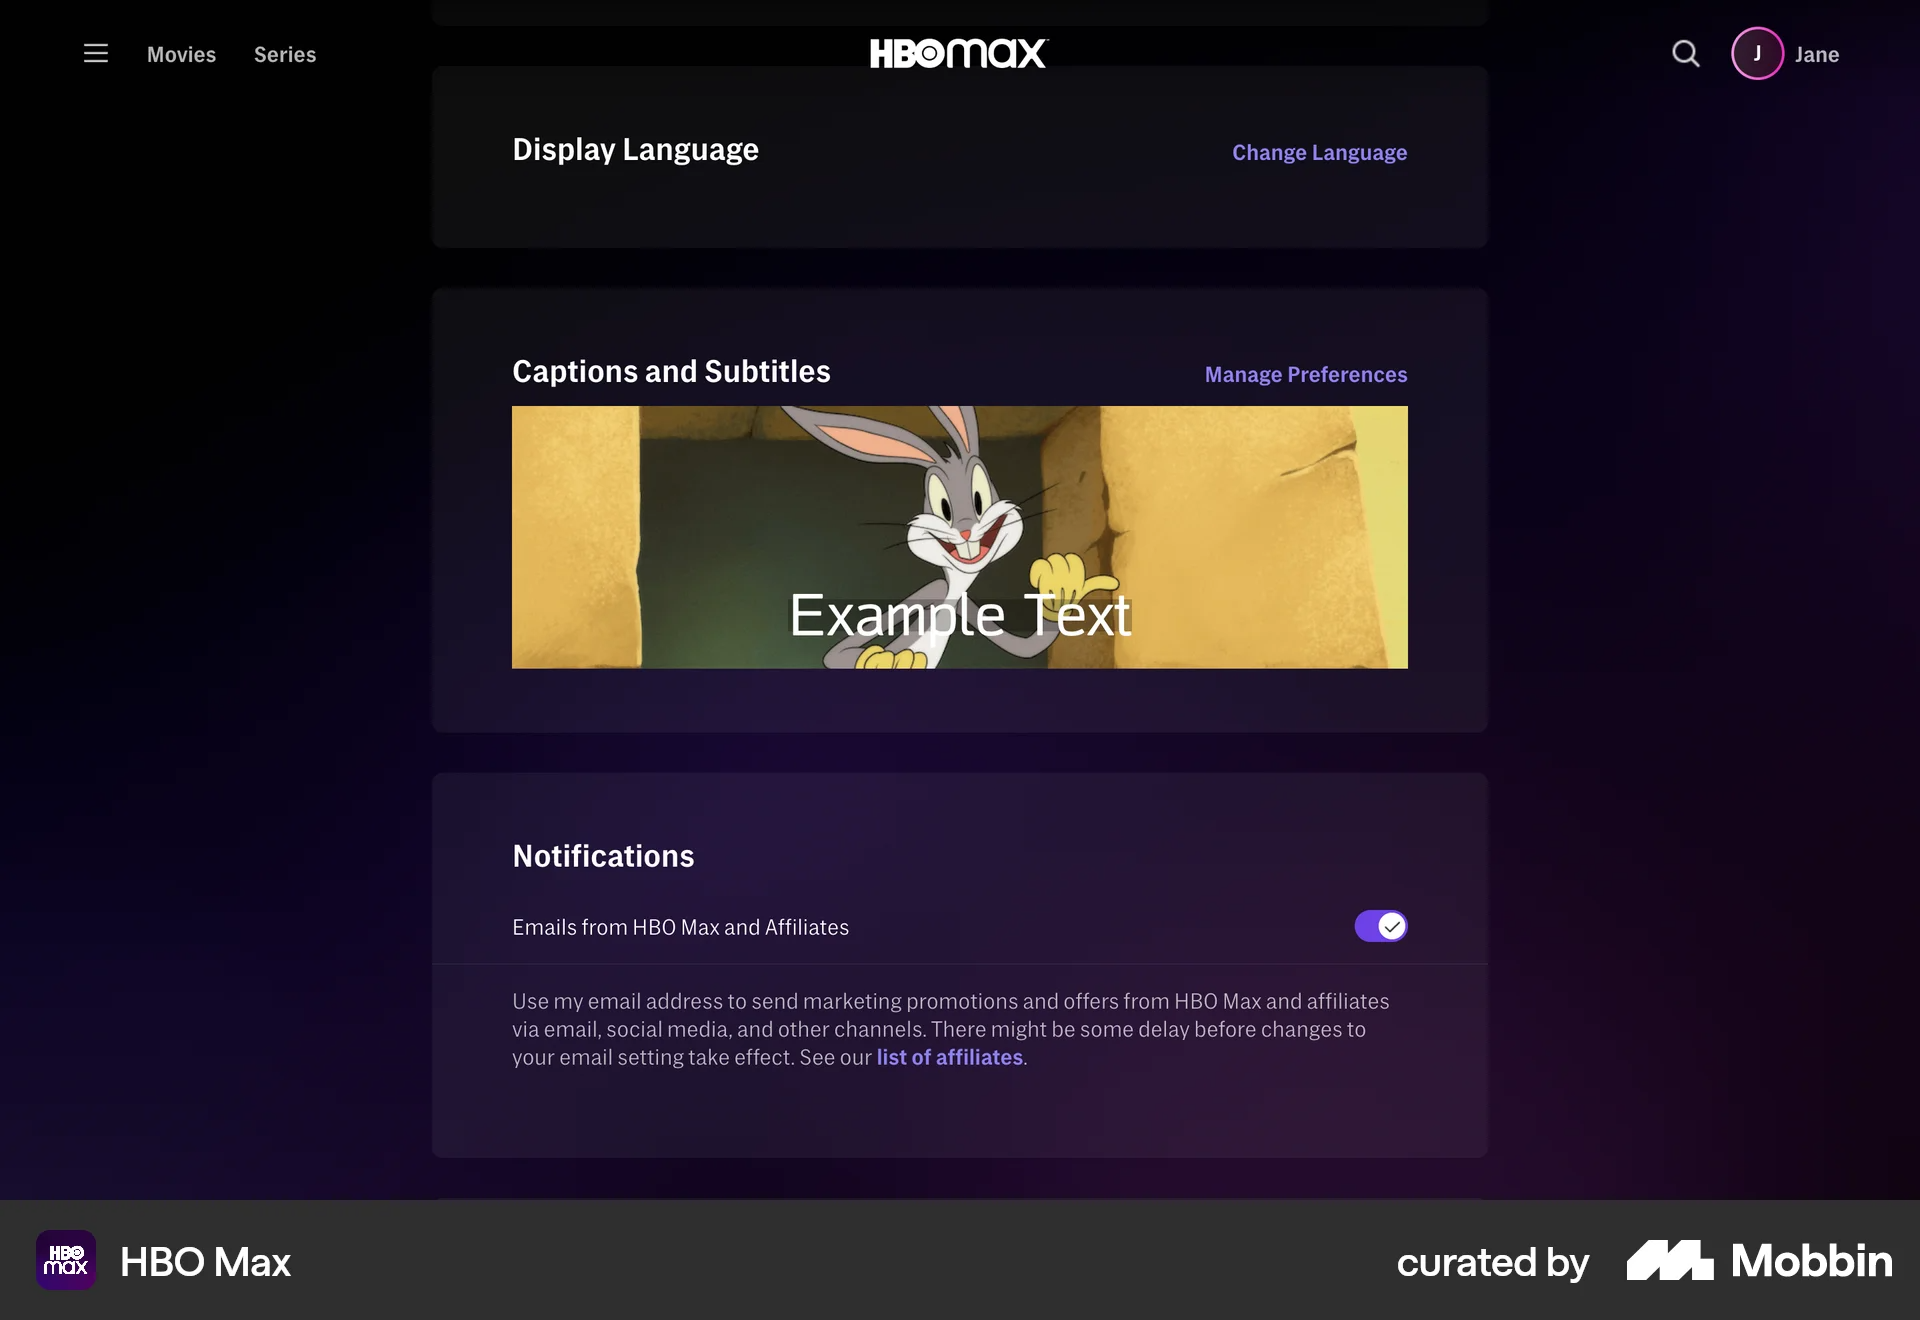 Movies
Series
HBOmax
J
Jane
Display Language
Change Language
Captions and Subtitles
Manage Preferences
Example Text
Notifications
Emails from HBO Max and Affiliates
Use my email address to send marketing promotions and offers from HBO Max and affiliates
via email, social media, and other channels. There might be some delay before changes to
your email setting take effect. See our list of affiliates.
HBO
max
HBO Max
curated by
Mobbin